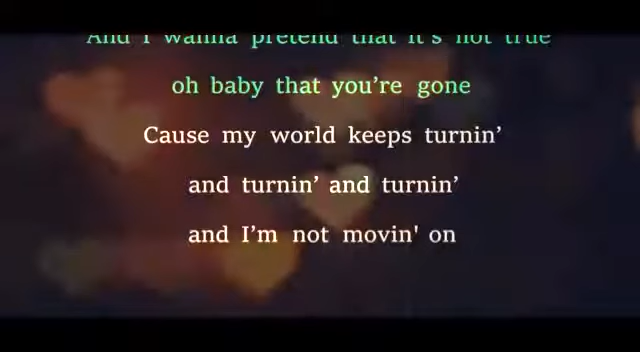 And I wanna pretend that it's not true
oh baby that you're gone
Cause my world keeps turnin'
and turnin' and turnin'
and I'm not movin' on